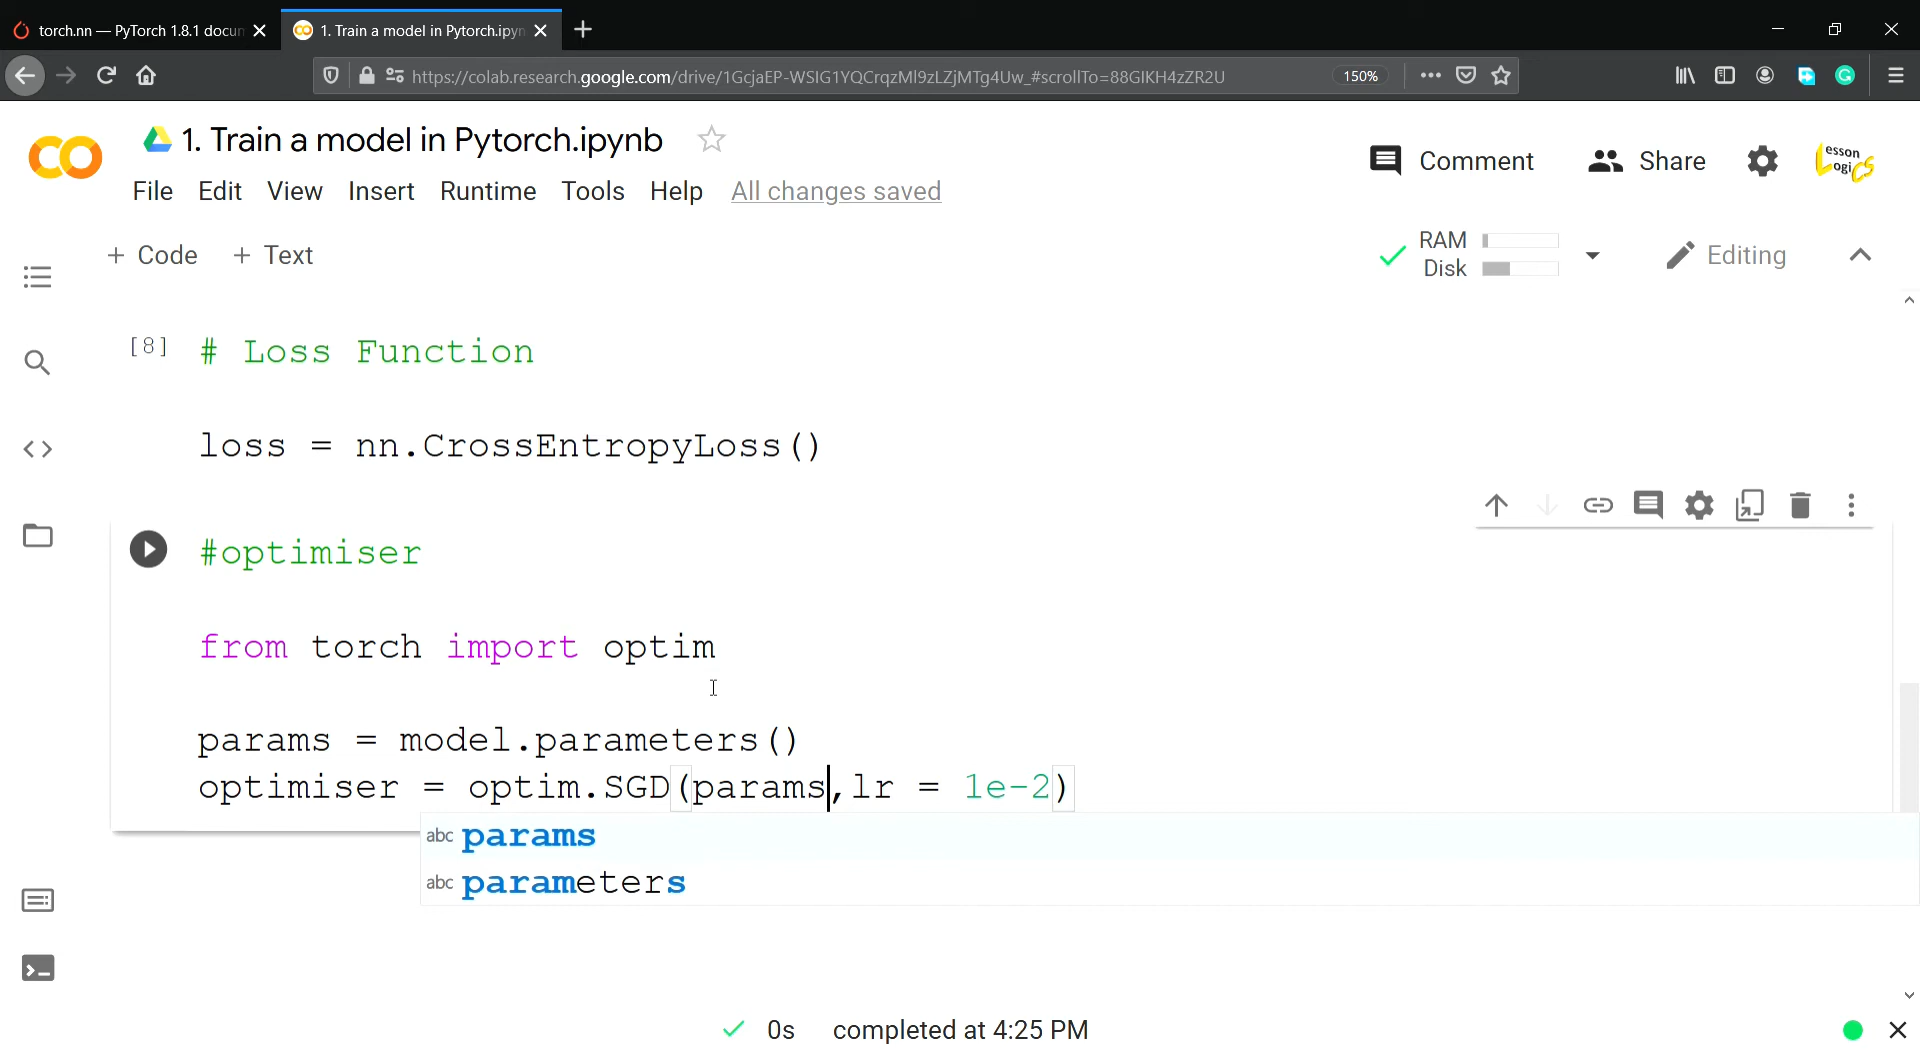 torch.nn — PyTorch 1.8.1 docum
1. Train a model in Pytorch.ipyn
https://colab.research.google.com/drive/1GcjaEP-WSIG1YQCrqzMl9zLZjMTg4Uw_#scrollTo=88GIKH4zZR2U
150%
1. Train a model in Pytorch.ipynb
Comment
Share
Lesson
LogiCS
File Edit View Insert Runtime Tools Help All changes saved
+ Code + Text
RAM
Disk
Editing
[8] # Loss Function
loss = nn.CrossEntropyLoss()
#optimiser
from torch import optim
params = model.parameters()
optimiser = optim.SGD(params,lr = 1e-2)
abc params
abc parameters
0s completed at 4:25 PM